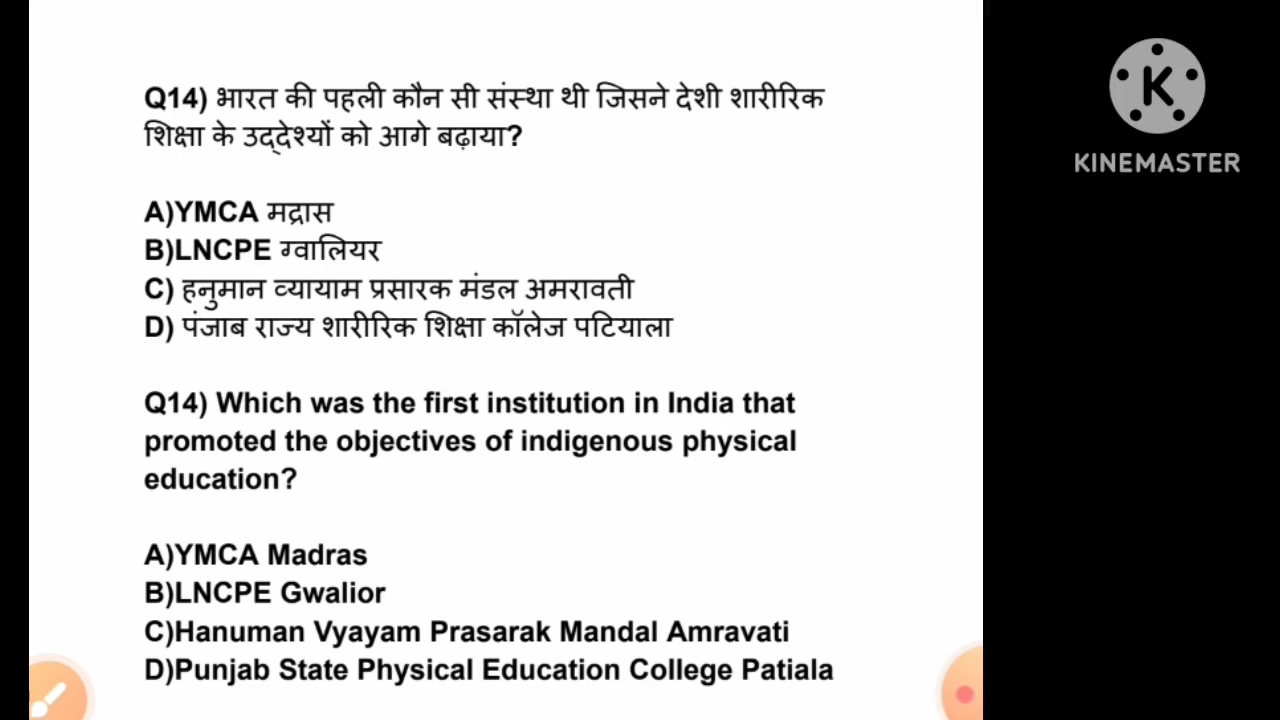 Q14) भारत की पहली कौन सी संस्था थी जिसने देशी शारीरिक
शिक्षा के उद्देश्यों को आगे बढ़ाया?
A)YMCA मद्रास
B)LNCPE ग्वालियर
C) हनुमान व्यायाम प्रसारक मंडल अमरावती
D) पंजाब राज्य शारीरिक शिक्षा कॉलेज पटियाला
Q14) Which was the first institution in India that
promoted the objectives of indigenous physical
education?
A)YMCA Madras
B)LNCPE Gwalior
C)Hanuman Vyayam Prasarak Mandal Amravati
D)Punjab State Physical Education College Patiala
K
KINEMASTER